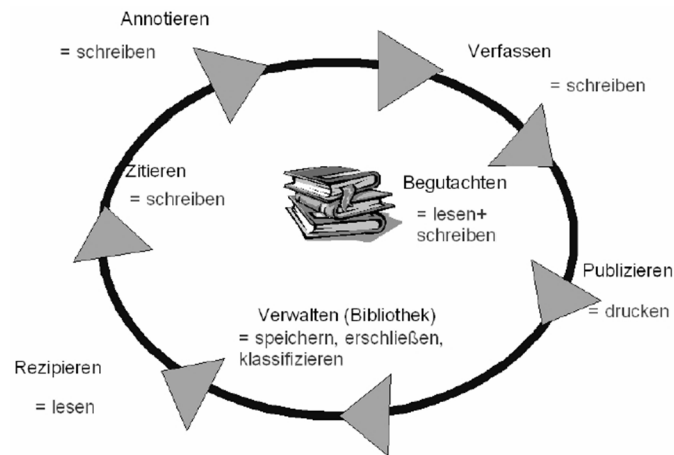 Annotieren
= schreiben
Verfassen
= schreiben
Zitieren
= schreiben
Begutachten
= lesen+
schreiben
Publizieren
= drucken
Verwalten (Bibliothek)
= speichern, erschließen,
klassifizieren
Rezipieren
= lesen